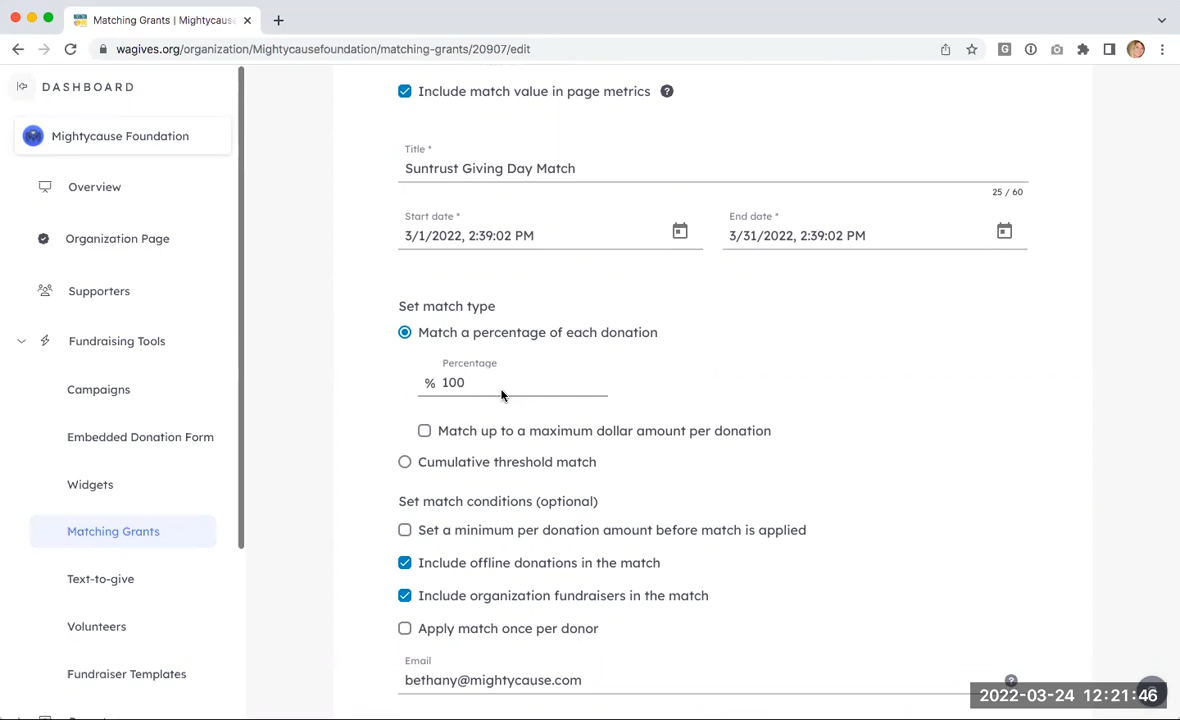 Matching Grants | Mightycause
wagives.org/organization/Mightycausefoundation/matching-grants/20907/edit
DASHBOARD
Mightycause Foundation
Overview
Organization Page
Supporters
Fundraising Tools
Campaigns
Embedded Donation Form
Widgets
Matching Grants
Text-to-give
Volunteers
Fundraiser Templates
Include match value in page metrics ?
Title *
Suntrust Giving Day Match
25 / 60
Start date *
3/1/2022, 2:39:02 PM
End date *
3/31/2022, 2:39:02 PM
Set match type
Match a percentage of each donation
Percentage
% 100
Match up to a maximum dollar amount per donation
Cumulative threshold match
Set match conditions (optional)
Set a minimum per donation amount before match is applied
Include offline donations in the match
Include organization fundraisers in the match
Apply match once per donor
Email
bethany@mightycause.com
?
2022-03-24 12:21:46